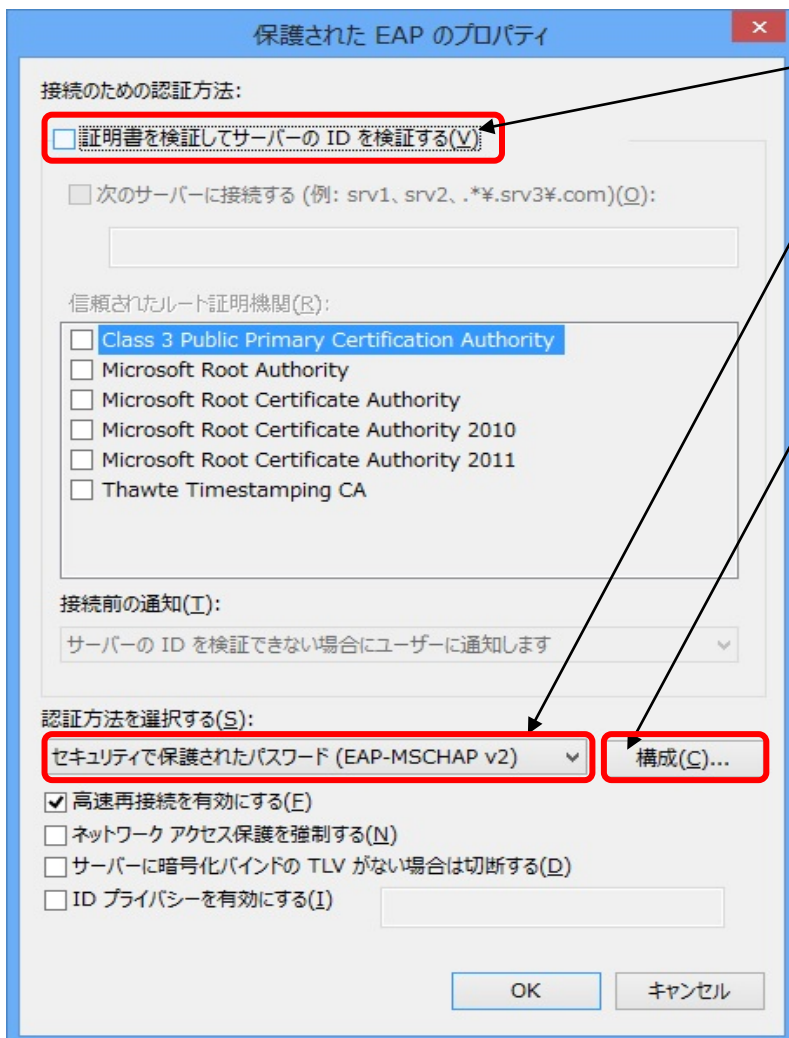 保護された EAP のプロパティ
接続のための認証方法:
証明書を検証してサーバーの ID を検証する(V)
次のサーバーに接続する (例: srv1、srv2、.*¥.srv3¥.com)(O):
信頼されたルート証明機関(R):
Class 3 Public Primary Certification Authority
Microsoft Root Authority
Microsoft Root Certificate Authority
Microsoft Root Certificate Authority 2010
Microsoft Root Certificate Authority 2011
Thawte Timestamping CA
接続前の通知(T):
サーバーの ID を検証できない場合にユーザーに通知します
認証方法を選択する(S):
セキュリティで保護されたパスワード (EAP-MSCHAP v2)
構成(C)...
高速再接続を有効にする(F)
ネットワーク アクセス保護を強制する(N)
サーバーに暗号化バインドの TLV がない場合は切断する(D)
ID プライバシーを有効にする(I)
OK
キャンセル